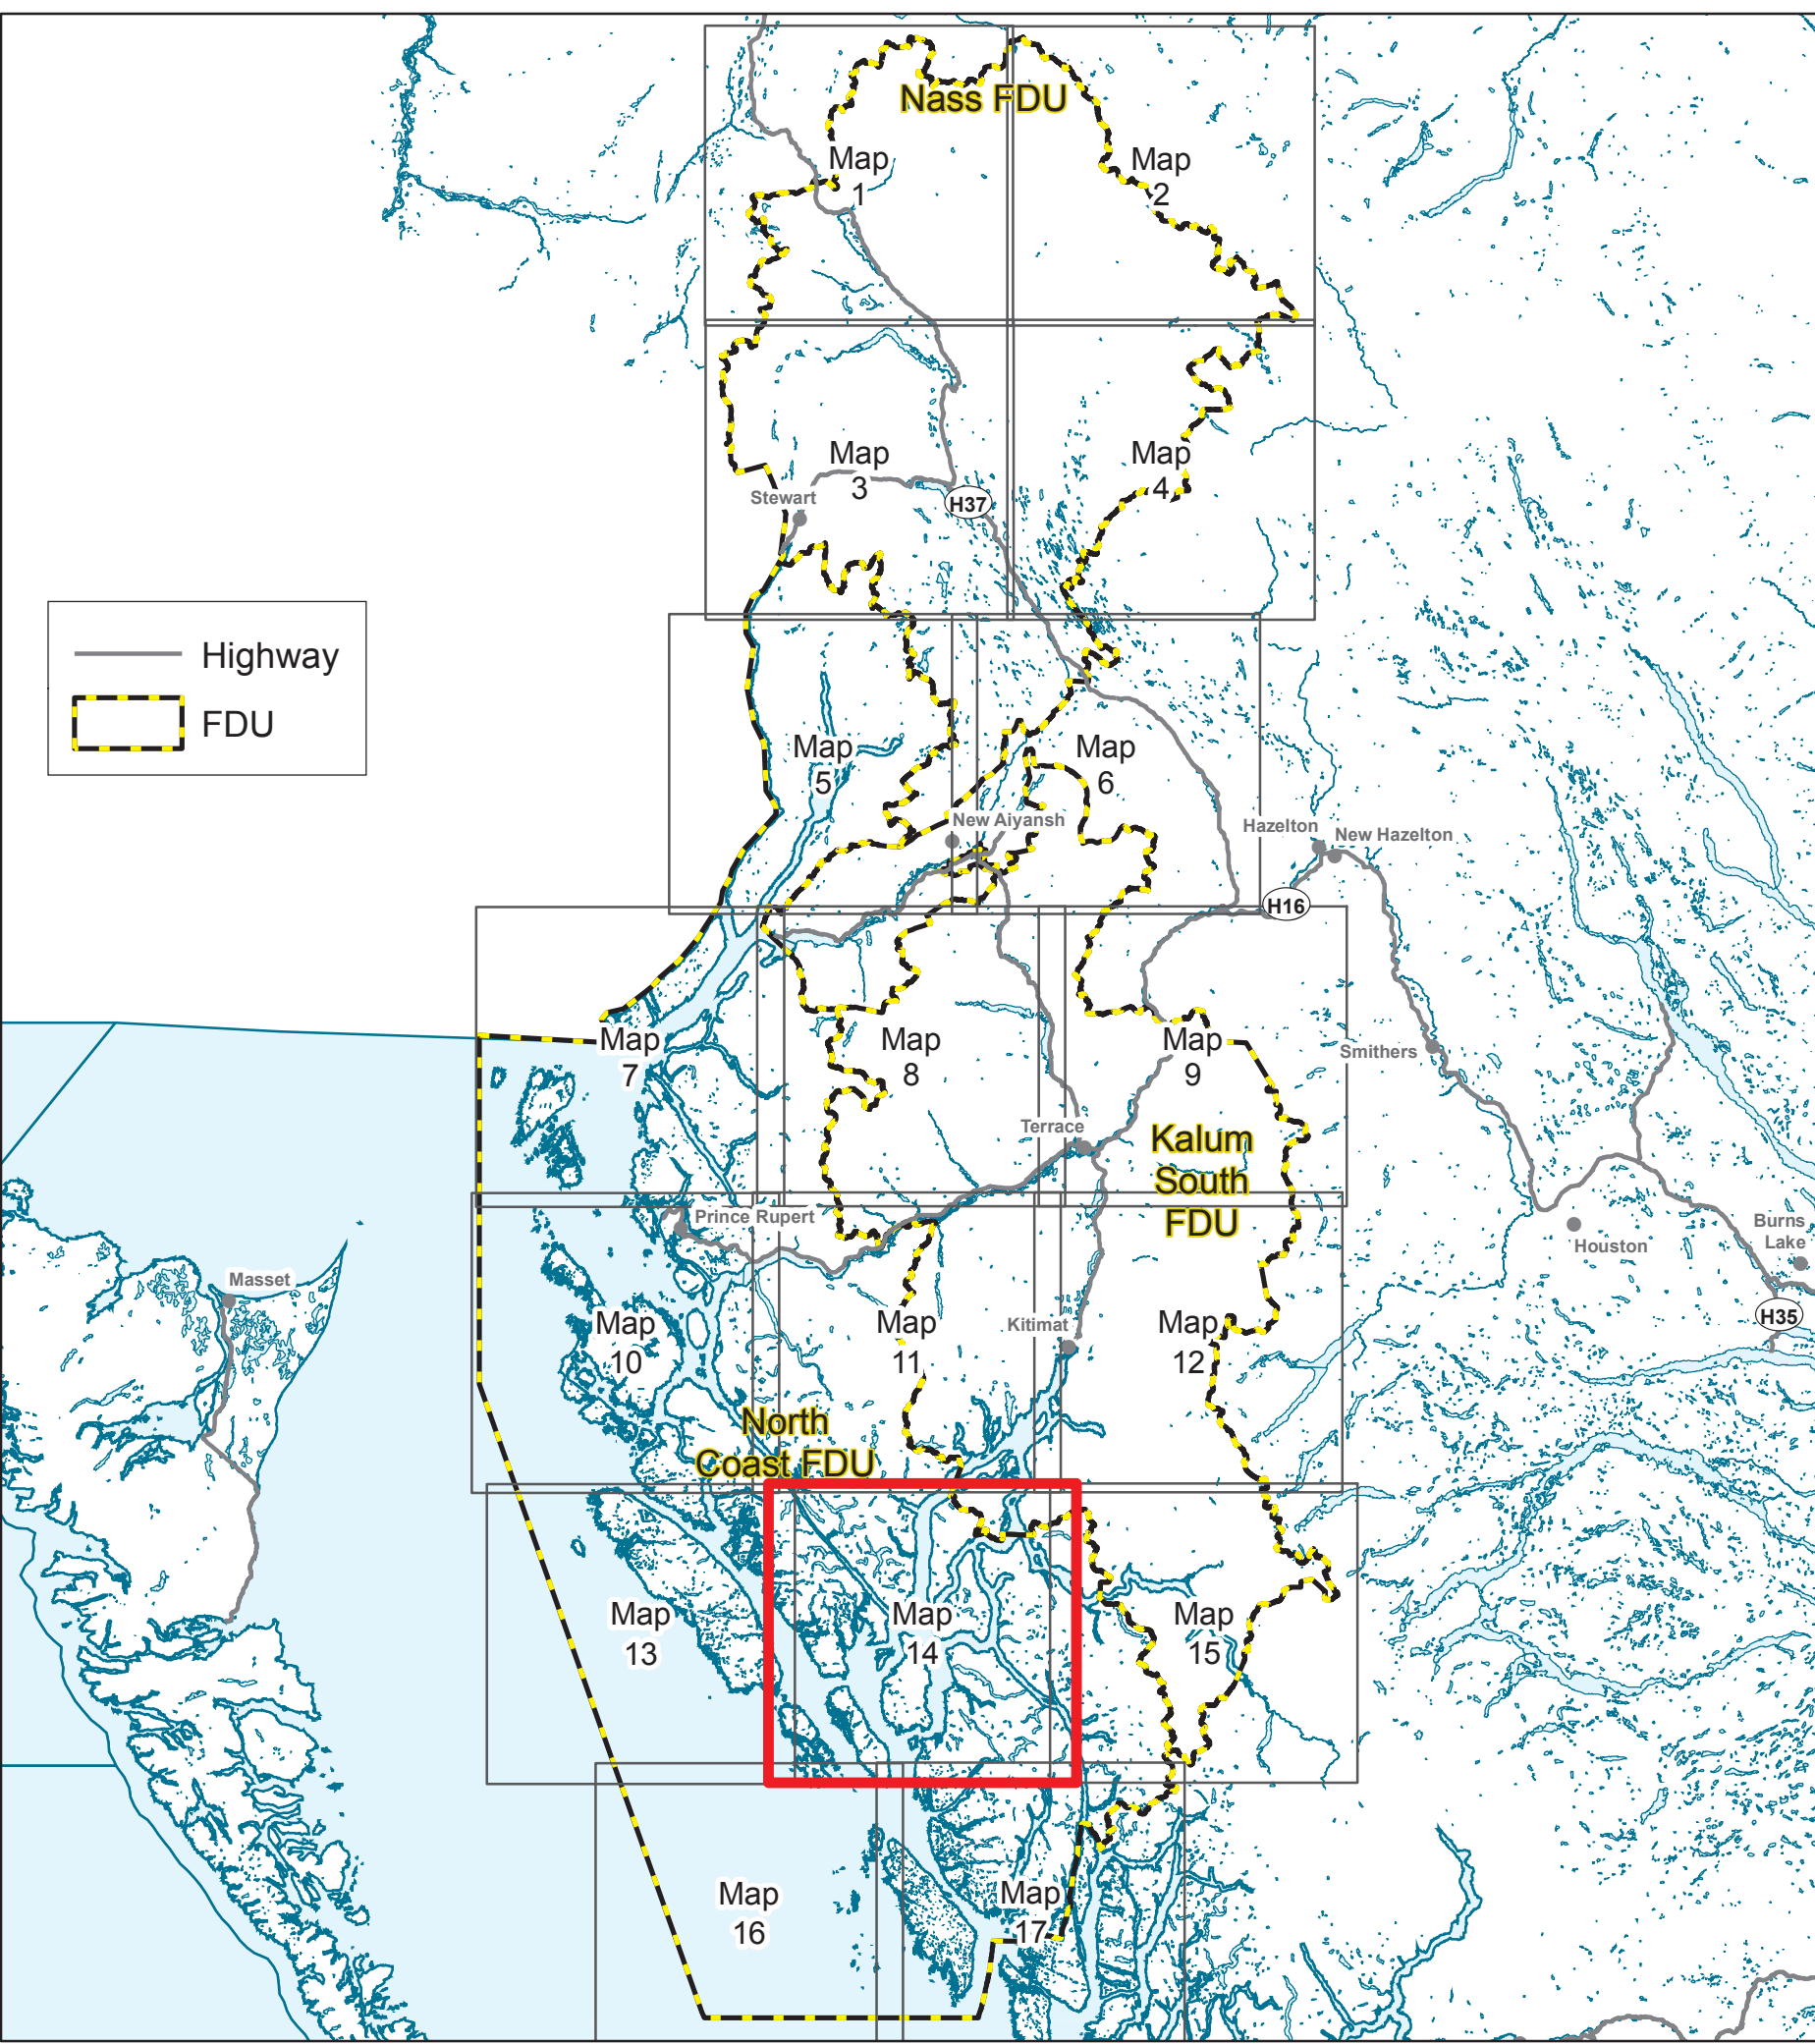 Nass FDU
Map
1
Map
2
Map
3
Map
4
Stewart
H37
Highway
FDU
Map
5
Map
6
New Aiyansh
Hazelton
New Hazelton
H16
Map
7
Map
8
Map
9
Smithers
Terrace
Kalum
South
FDU
Prince Rupert
Houston
Burns
Lake
Masset
H35
Map
10
Map
11
Kitimat
Map
12
North
Coast FDU
Map
13
Map
14
Map
15
Map
16
Map
17